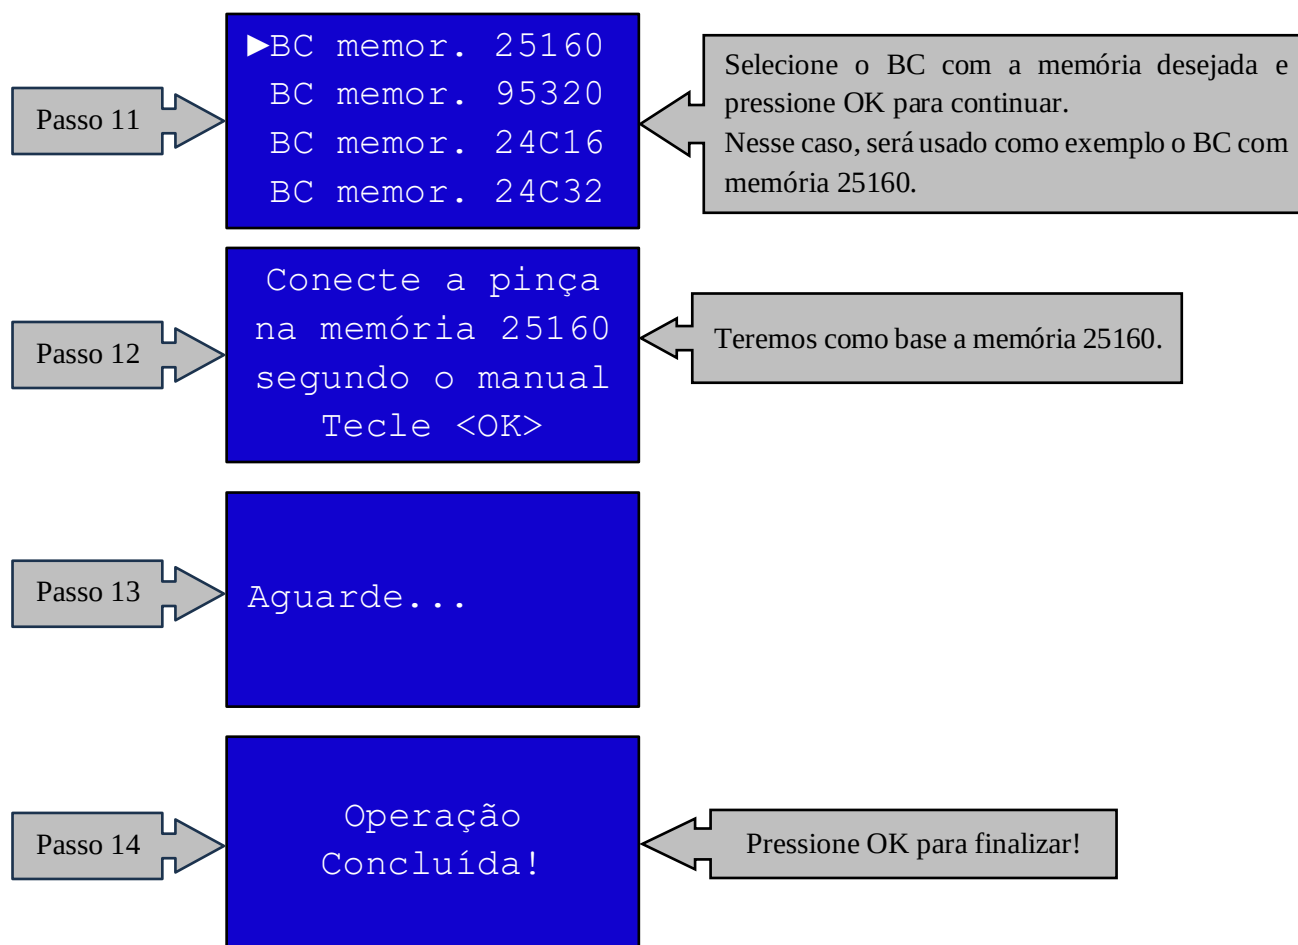 Passo 11
►BC memor. 25160
BC memor. 95320
BC memor. 24C16
BC memor. 24C32
Selecione o BC com a memória desejada e
pressione OK para continuar.
Nesse caso, será usado como exemplo o BC com
memória 25160.
Passo 12
Conecte a pinça
na memória 25160
segundo o manual
Tecle <OK>
Teremos como base a memória 25160.
Passo 13
Aguarde...
Passo 14
Operação
Concluída!
Pressione OK para finalizar!